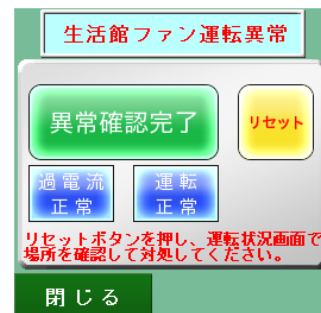 生活館ファン運転異常
異常確認完了
リセット
過電流
正常
運転
正常
リセットボタンを押し、運転状況画面で
場所を確認して対処してください。
閉じる